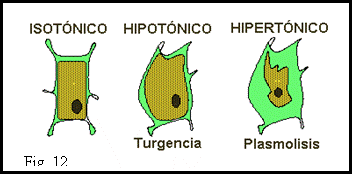 ISOTÓNICO HIPOTÓNICO HIPERTÓNICO
Turgencia Plasmolisis
Fig. 12